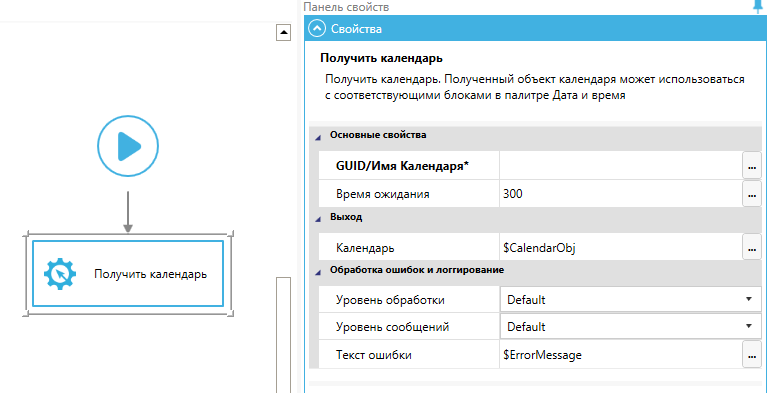 Панель свойств
Свойства
Получить календарь
Получить календарь. Полученный объект календаря может использоваться
с соответствующими блоками в палитре Дата и время
Основные свойства
GUID/Имя Календаря*
...
Время ожидания 300 ...
Выход
Календарь $CalendarObj ...
Обработка ошибок и логгирование
Уровень обработки Default
Уровень сообщений Default
Текст ошибки $ErrorMessage ...
Получить календарь